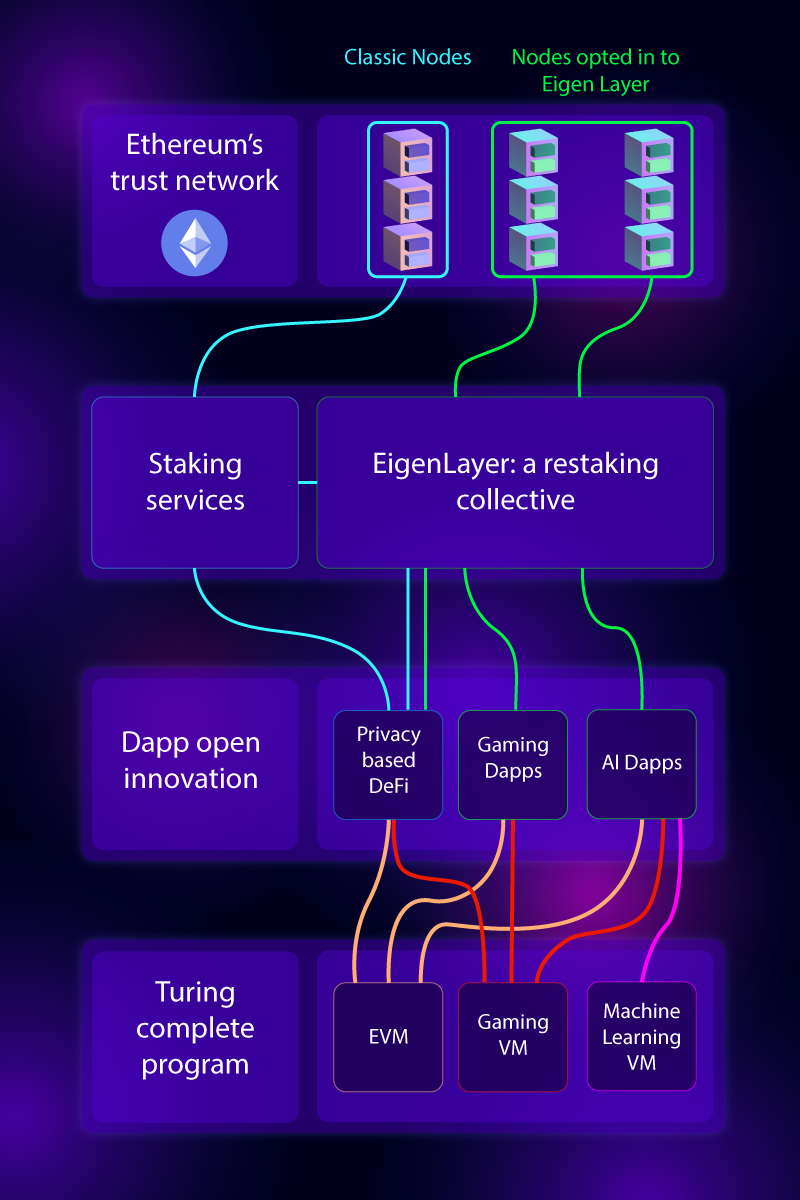 Classic Nodes
Nodes opted in to
Eigen Layer
Ethereum’s
trust network
Staking
services
EigenLayer: a restaking
collective
Dapp open
innovation
Privacy
based
DeFi
Gaming
Dapps
AI Dapps
Turing
complete
program
EVM
Gaming
VM
Machine
Learning
VM